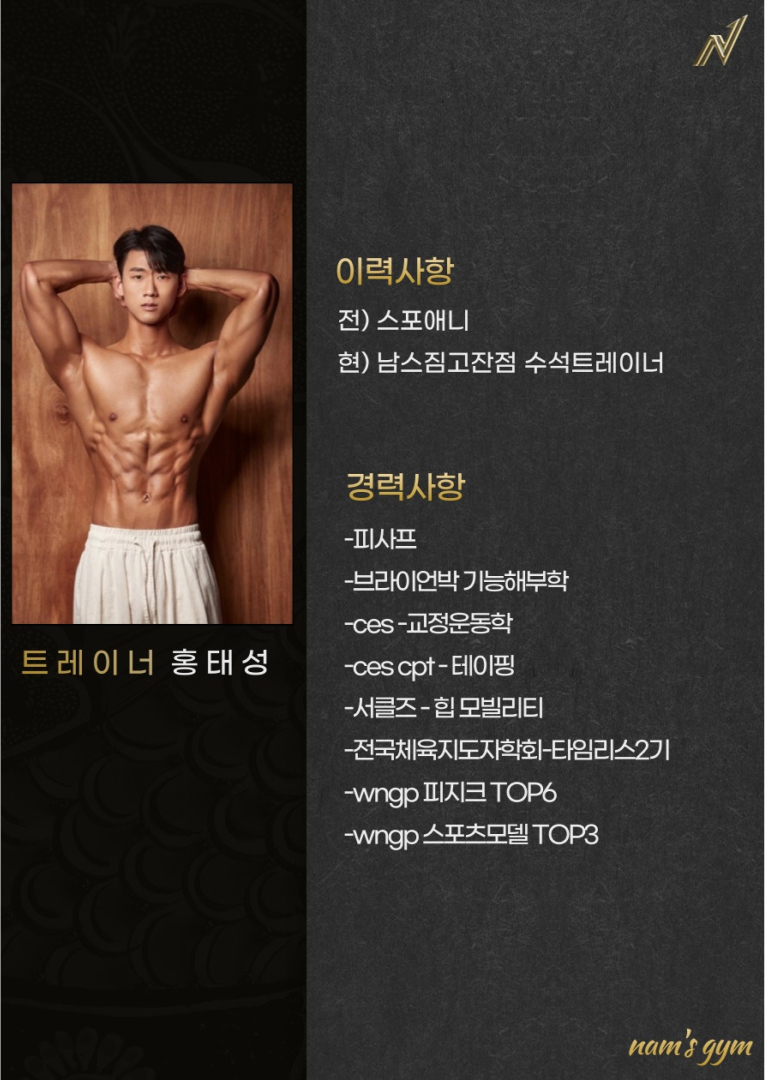 이력사항
전) 스포애니
현) 남스짐고잔점 수석트레이너
경력사항
-피사프
-브라이언박 기능해부학
-ces -교정운동학
-ces cpt - 테이핑
-서클즈 - 힙 모빌리티
-전국체육지도자학회-타임리스2기
-wngp 피지크 TOP6
-wngp 스포츠모델 TOP3
트레이너 홍태성
nam's gym